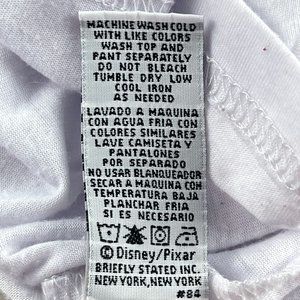 MACHINE WASH COLD
WITH LIKE COLORS
WASH TOP AND
PANT SEPARATELY
DO NOT BLEACH
TUMBLE DRY LOW
COOL IRON
AS NEEDED
LAVADO A MAQUINA
CON AGUA FRIA CON
COLORES SIMILARES
LAVE CAMISETA Y
PANTALONES
POR SEPARADO
NO USAR BLANQUEADOR
SECAR A MAQUINA CON
TEMPERATURA BAJA
PLANCHAR FRIA
SI ES NECESARIO
©Disney/Pixar
BRIEFLY STATED INC.
NEW YORK, NEW YORK
#84